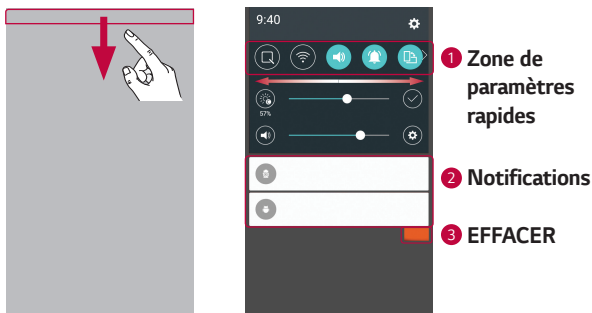 9:40
57%
1 Zone de
paramètres
rapides
2 Notifications
3 EFFACER